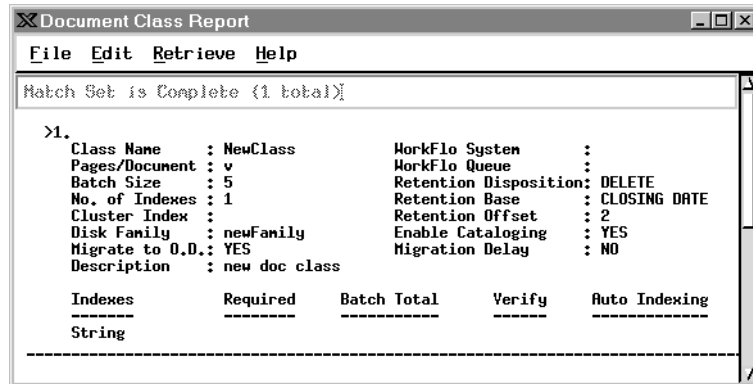 Document Class Report
File Edit Retrieve Help
Match Set is Complete (1 total)
>1.
Class Name : NewClass WorkFlo System :
Pages/Document : v WorkFlo Queue :
Batch Size : 5 Retention Disposition: DELETE
No. of Indexes : 1 Retention Base : CLOSING DATE
Cluster Index : Retention Offset : 2
Disk Family : newFamily Enable Cataloging : YES
Migrate to O.D.: YES Migration Delay : NO
Description : new doc class
Indexes Required Batch Total Verify Auto Indexing
------- -------- ----------- ------ -------------
String